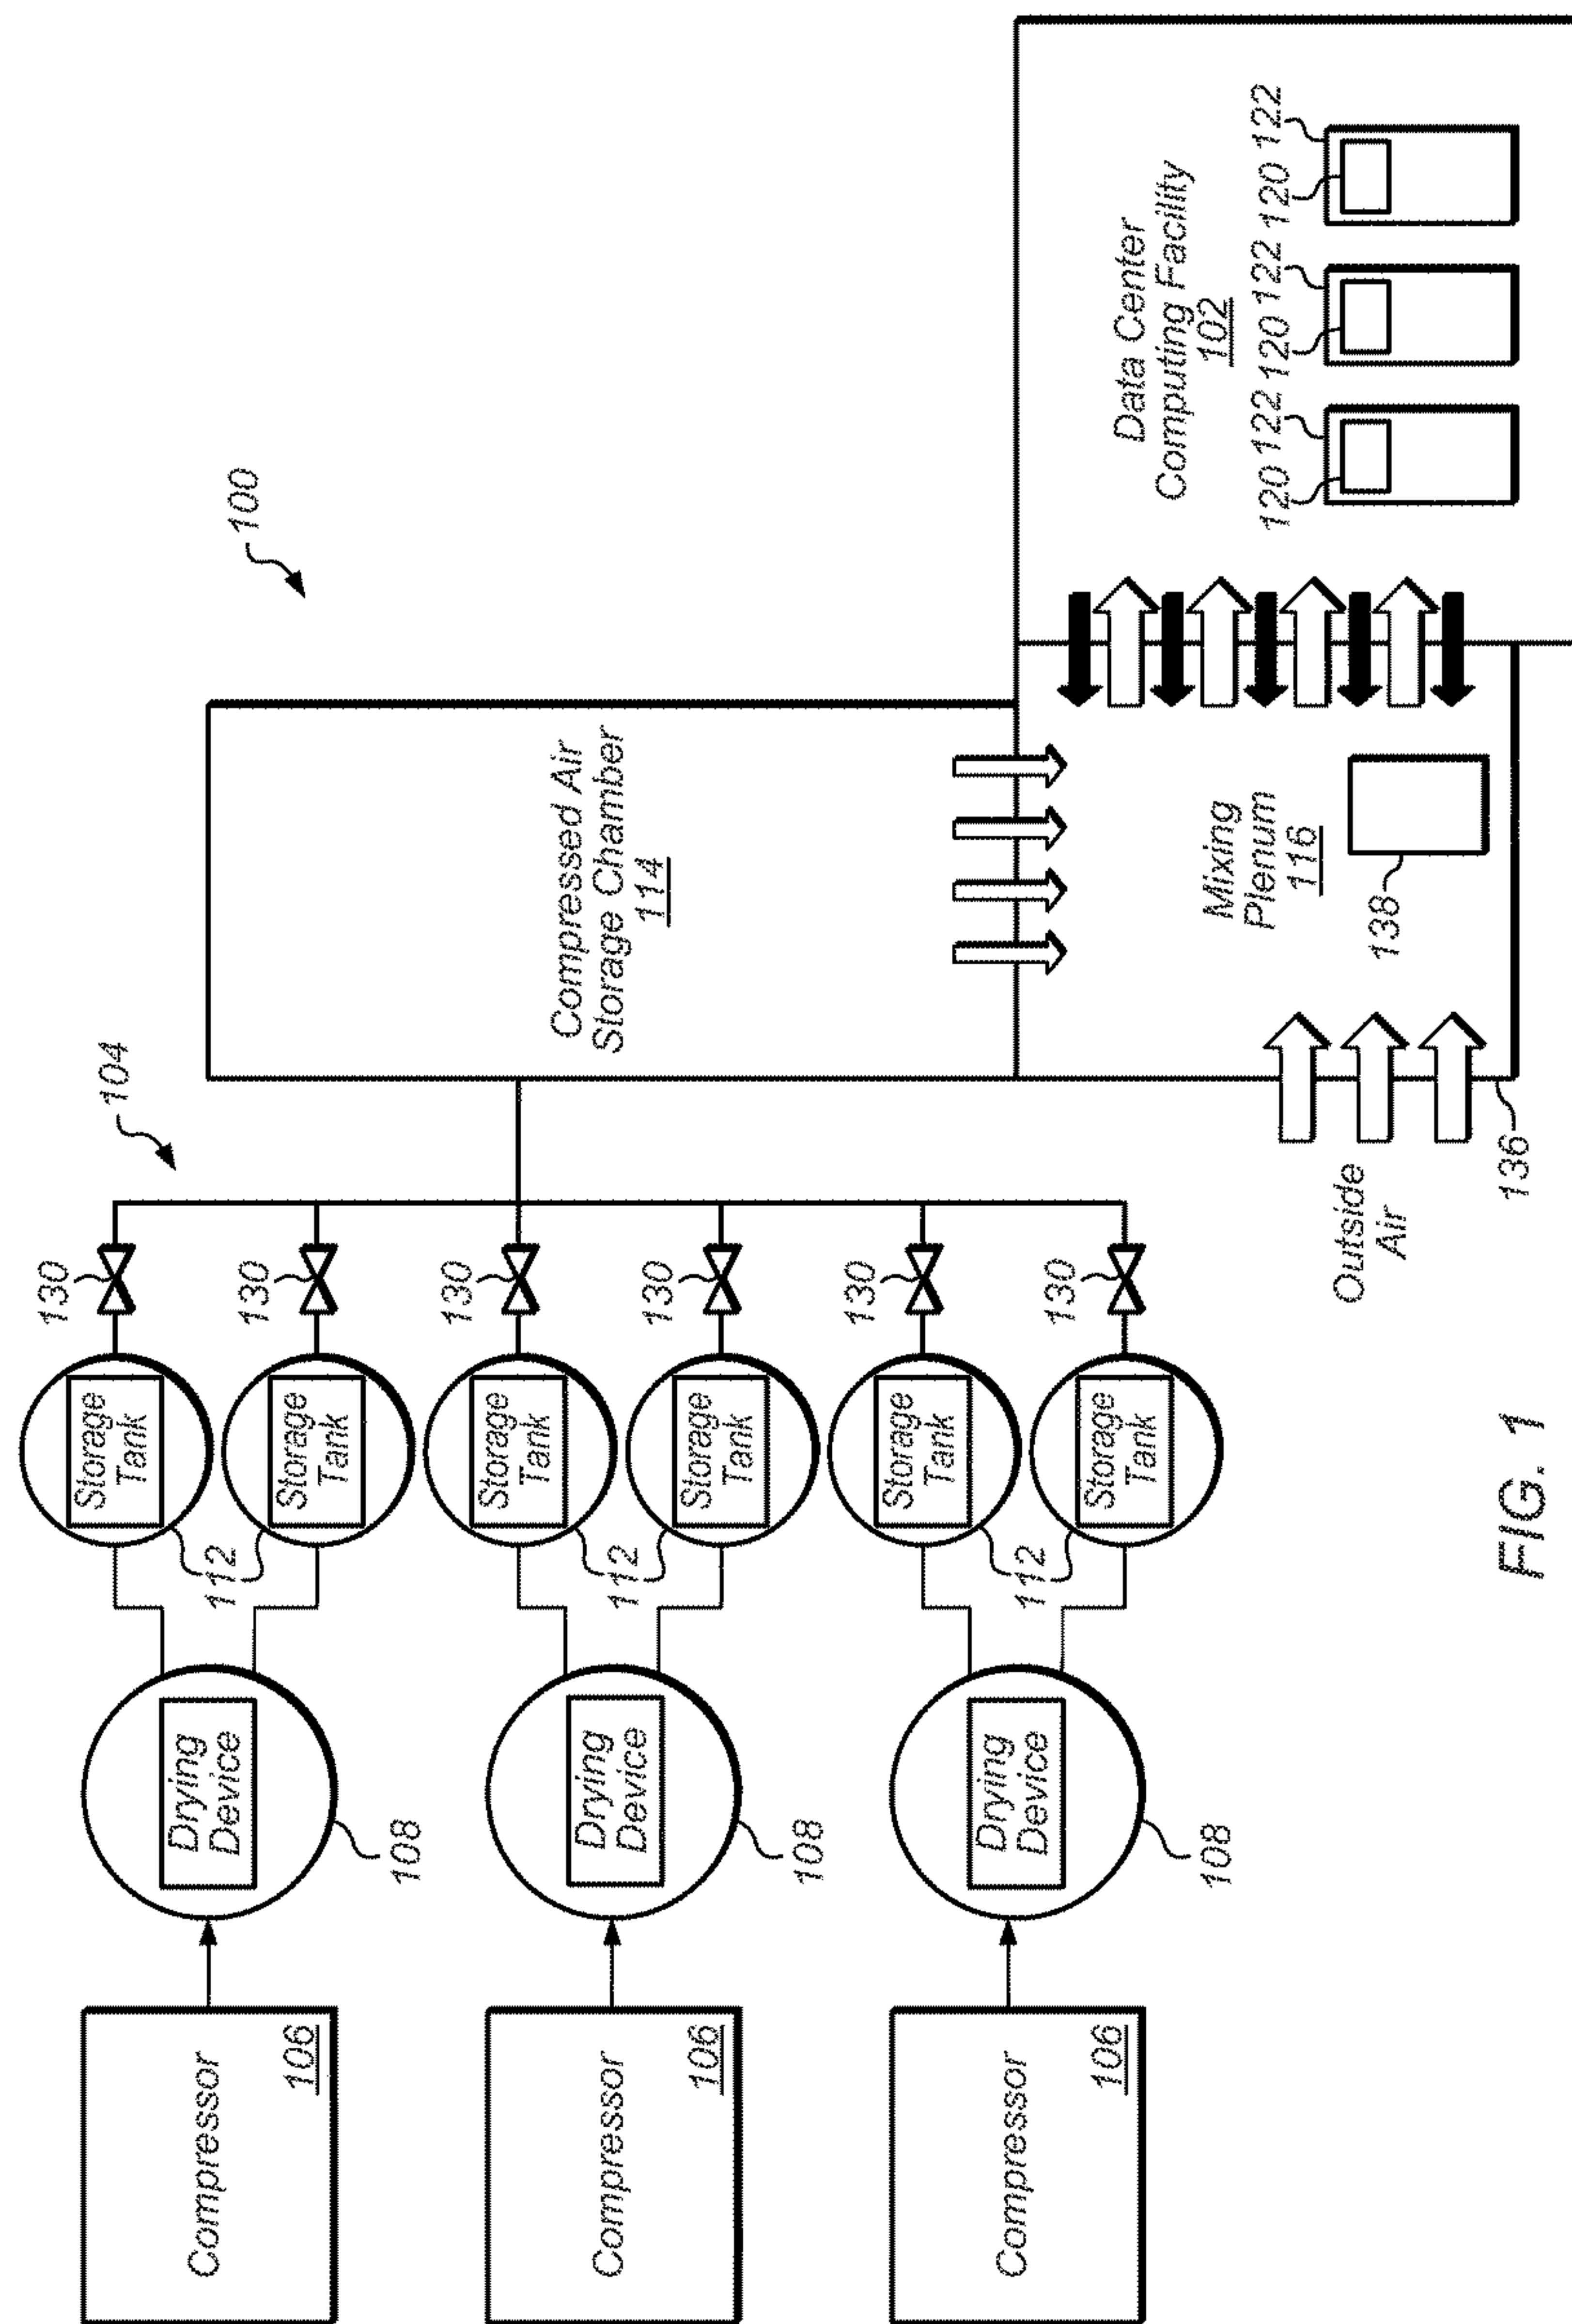 100
104
130
130
130
130
130
130
Storage
Tank
Storage
Tank
Storage
Tank
Storage
Tank
Storage
Tank
Storage
Tank
112
112
112
Drying
Device
108
Drying
Device
108
Drying
Device
108
Compressor
106
Compressor
106
Compressor
106
Compressed Air
Storage Chamber
114
Mixing
Plenum
116
138
Outside
Air
136
Data Center
Computing Facility
102
120
122
120
122
120
122
FIG. 1